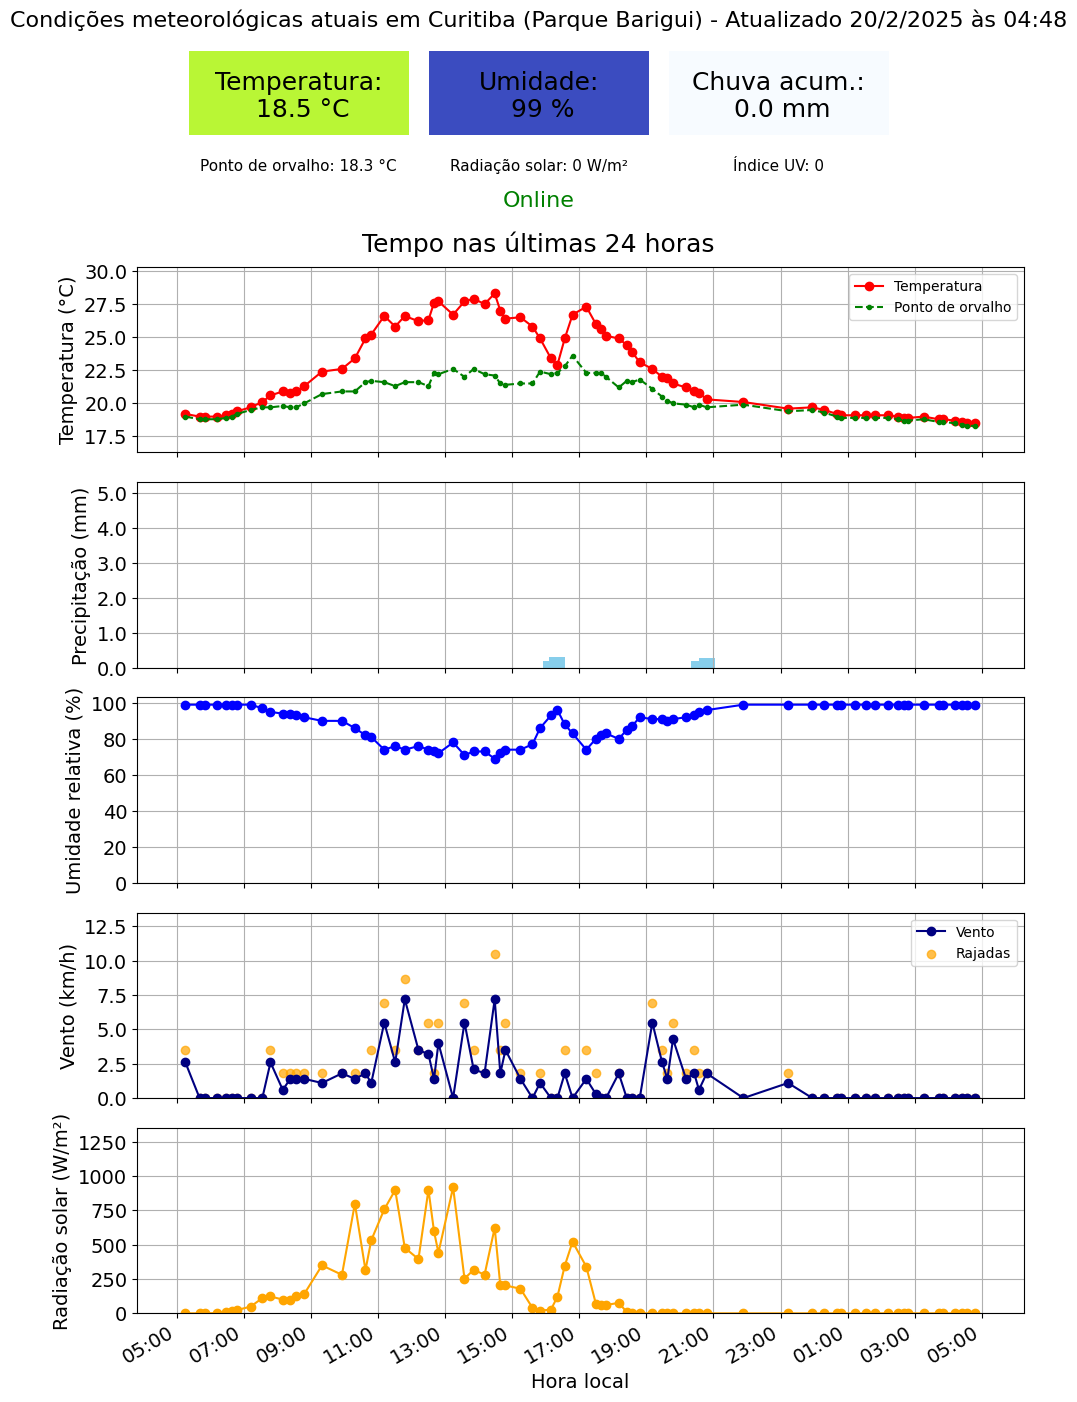 Condições meteorológicas atuais em Curitiba (Parque Barigui) - Atualizado 20/2/2025 às 04:48
Temperatura:
18.5 °C
Umidade:
99 %
Chuva acum.:
0.0 mm
Ponto de orvalho: 18.3 °C
Radiação solar: 0 W/m²
Índice UV: 0
Online
Tempo nas últimas 24 horas
Temperatura (°C)
30.0
27.5
25.0
22.5
20.0
17.5
Temperatura
Ponto de orvalho
Precipitação (mm)
5.0
4.0
3.0
2.0
1.0
0.0
Umidade relativa (%)
100
80
60
40
20
0
Vento (km/h)
12.5
10.0
7.5
5.0
2.5
0.0
Vento
Rajadas
Radiação solar (W/m²)
1250
1000
750
500
250
0
05:00
07:00
09:00
11:00
13:00
15:00
17:00
19:00
21:00
23:00
01:00
03:00
05:00
Hora local